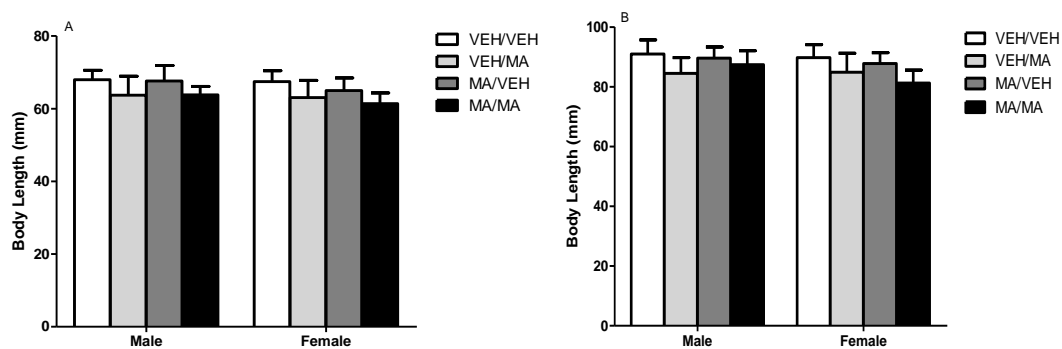 A
Body Length (mm)
80
60
40
20
0
Male
Female
VEH/VEH
VEH/MA
MA/VEH
MA/MA
B
Body Length (mm)
100
80
60
40
20
0
Male
Female
VEH/VEH
VEH/MA
MA/VEH
MA/MA